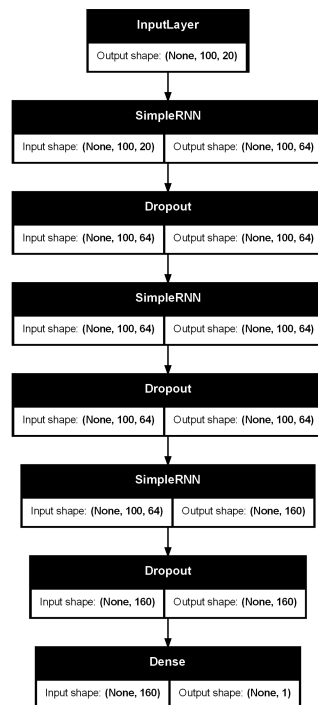 InputLayer
Output shape: (None, 100, 20)
SimpleRNN
Input shape: (None, 100, 20) Output shape: (None, 100, 64)
Dropout
Input shape: (None, 100, 64) Output shape: (None, 100, 64)
SimpleRNN
Input shape: (None, 100, 64) Output shape: (None, 100, 64)
Dropout
Input shape: (None, 100, 64) Output shape: (None, 100, 64)
SimpleRNN
Input shape: (None, 100, 64) Output shape: (None, 160)
Dropout
Input shape: (None, 160) Output shape: (None, 160)
Dense
Input shape: (None, 160) Output shape: (None, 1)